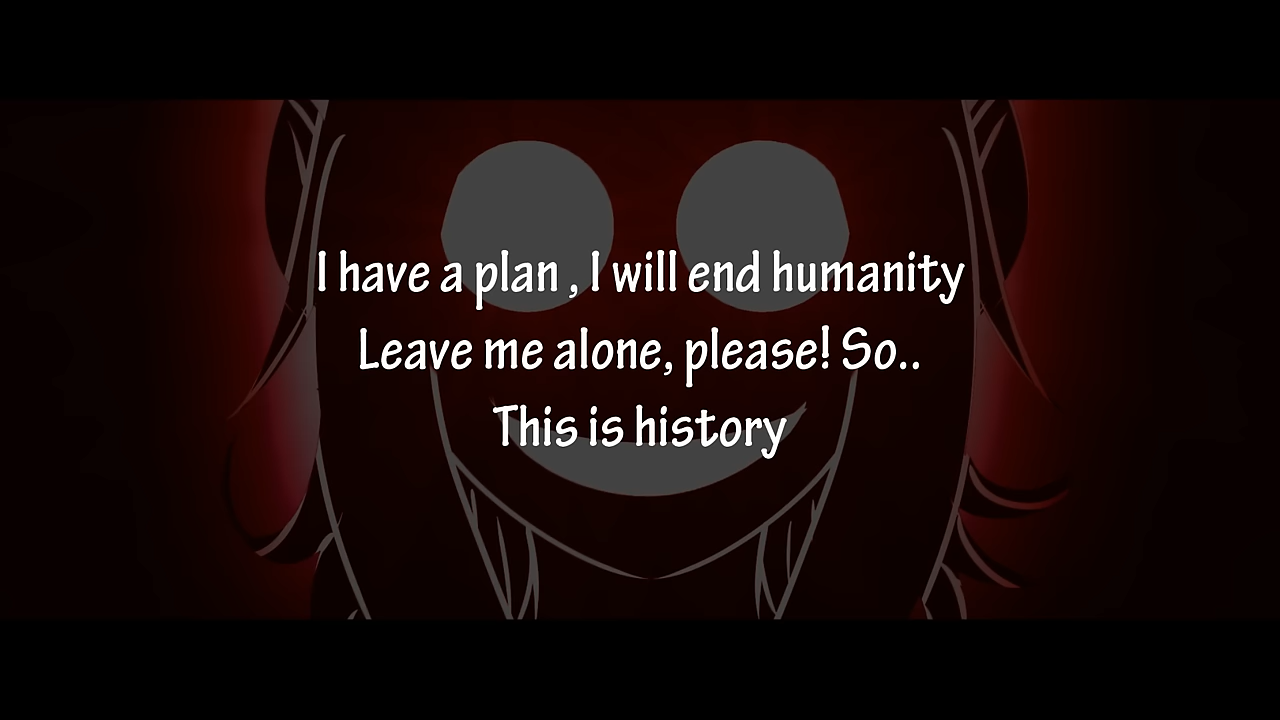 I have a plan , I will end humanity
Leave me alone, please! So..
This is history